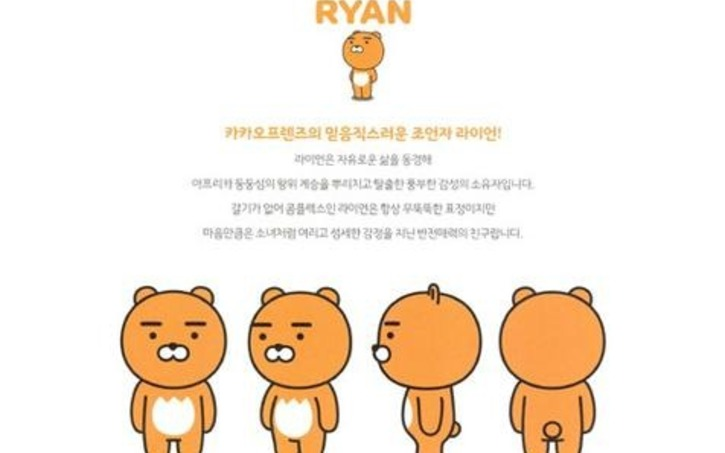 RYAN
카카오프렌즈의 믿음직스러운 조언자 라이언!
라이언은 자유로운 삶을 동경해
아프리카 둥둥섬의 왕위 계승을 뿌리치고 탈출한 풍부한 감성의 소유자입니다.
갈기가 없어 콤플렉스인 라이언은 항상 무뚝뚝한 표정이지만
마음만큼은 소녀처럼 여리고 섬세한 감정을 지닌 반전매력의 친구랍니다.